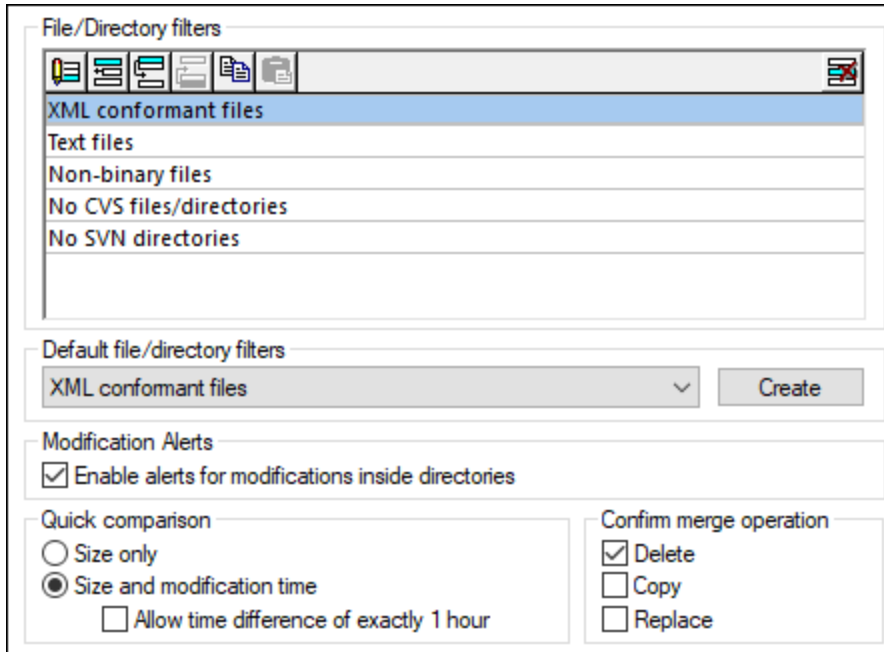 File/Directory filters
XML conformant files
Text files
Non-binary files
No CVS files/directories
No SVN directories
Default file/directory filters
XML conformant files
Create
Modification Alerts
Enable alerts for modifications inside directories
Quick comparison
Size only
Size and modification time
Allow time difference of exactly 1 hour
Confirm merge operation
Delete
Copy
Replace